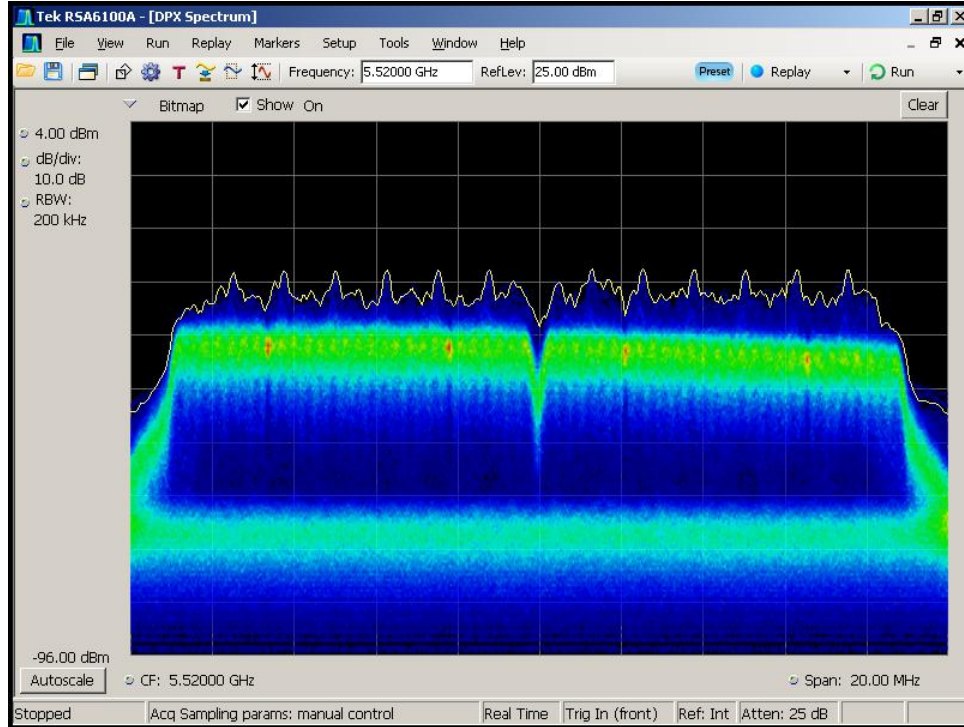 Tek RSA6100A - [DPX Spectrum]
File View Run Replay Markers Setup Tools Window Help
T Frequency: 5.52000 GHz RefLev: 25.00 dBm Preset Replay Run
Bitmap Show On Clear
4.00 dBm
dB/div:
10.0 dB
RBW:
200 kHz
-96.00 dBm
Autoscale CF: 5.52000 GHz Span: 20.00 MHz
Stopped Acq Sampling params: manual control Real Time Trig In (front) Ref: Int Atten: 25 dB